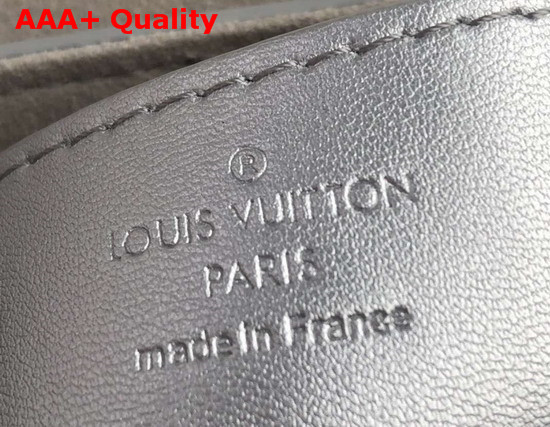 AAA+ Quality
®
LOUIS VUITTON
PARIS
made in France